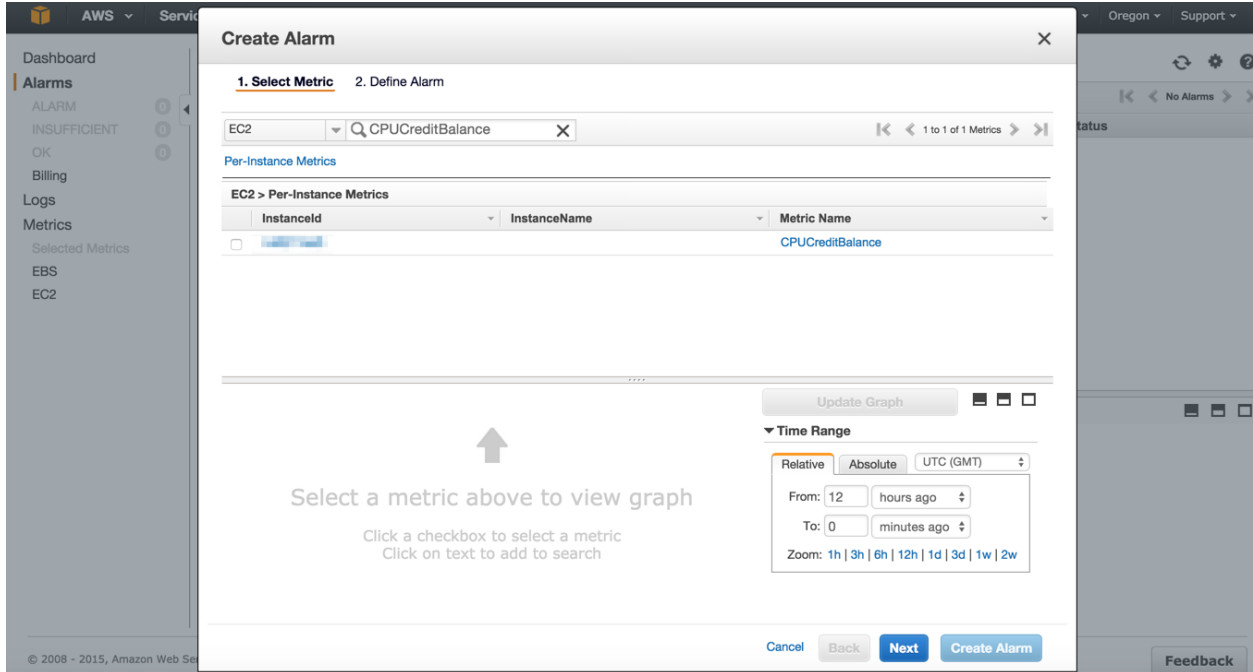 AWS Servic
Oregon Support
Dashboard
Alarms
ALARM 0
INSUFFICIENT 0
OK 0
Billing
Logs
Metrics
Selected Metrics
EBS
EC2
No Alarms
tatus
Create Alarm
1. Select Metric 2. Define Alarm
EC2 CPUCreditBalance
1 to 1 of 1 Metrics
Per-Instance Metrics
EC2 > Per-Instance Metrics
InstanceId InstanceName Metric Name
CPUCreditBalance
Update Graph
Time Range
Relative Absolute UTC (GMT)
From: 12 hours ago
To: 0 minutes ago
Zoom: 1h | 3h | 6h | 12h | 1d | 3d | 1w | 2w
Select a metric above to view graph
Click a checkbox to select a metric
Click on text to add to search
Cancel Back Next Create Alarm
© 2008 - 2015, Amazon Web Ser
Feedback